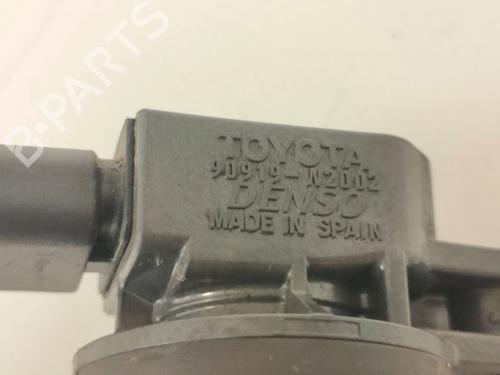 B-PARTS
TOYOTA
90919-W2002
DENSO
MADE IN SPAIN